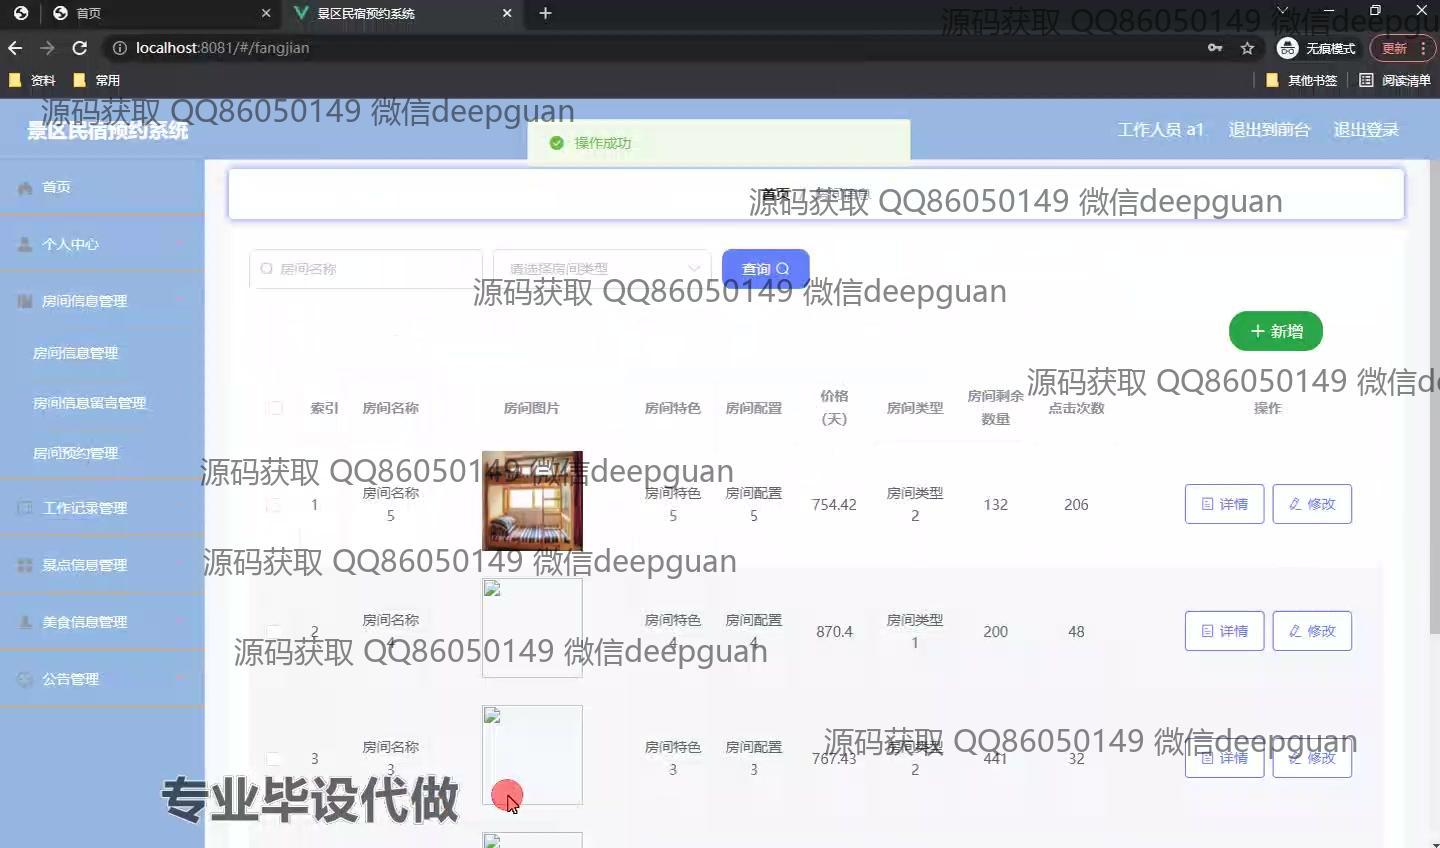 首页
景区民宿预约系统
源码获取 QQ86050149 微信deepgu
localhost:8081/#/fangjian
无痕模式
更新
资料
常用
其他书签
阅读清单
源码获取 QQ86050149 微信deepguan
景区民宿预约系统
操作成功
工作人员 a1
退出到前台
退出登录
首页
源码获取 QQ86050149 微信deepguan
首页
个人中心
房间信息管理
房间信息管理
房间信息留言管理
房间预约管理
工作记录管理
景点信息管理
美食信息管理
公告管理
房间名称
请选择房间类型
查询
源码获取 QQ86050149 微信deepguan
新增
源码获取 QQ86050149 微信de
索引
房间名称
房间图片
房间特色
房间配置
价格
(天)
房间类型
房间剩余
数量
点击次数
操作
源码获取 QQ86050149 微信deepguan
1
房间名称
5
房间特色
5
房间配置
5
754.42
房间类型
2
132
206
详情
修改
源码获取 QQ86050149 微信deepguan
2
房间名称
4
房间特色
4
房间配置
4
870.4
房间类型
1
200
48
详情
修改
源码获取 QQ86050149 微信deepguan
3
房间名称
3
房间特色
3
房间配置
3
767.43
房间类型
2
441
32
详情
修改
源码获取 QQ86050149 微信deepguan
专业毕设代做